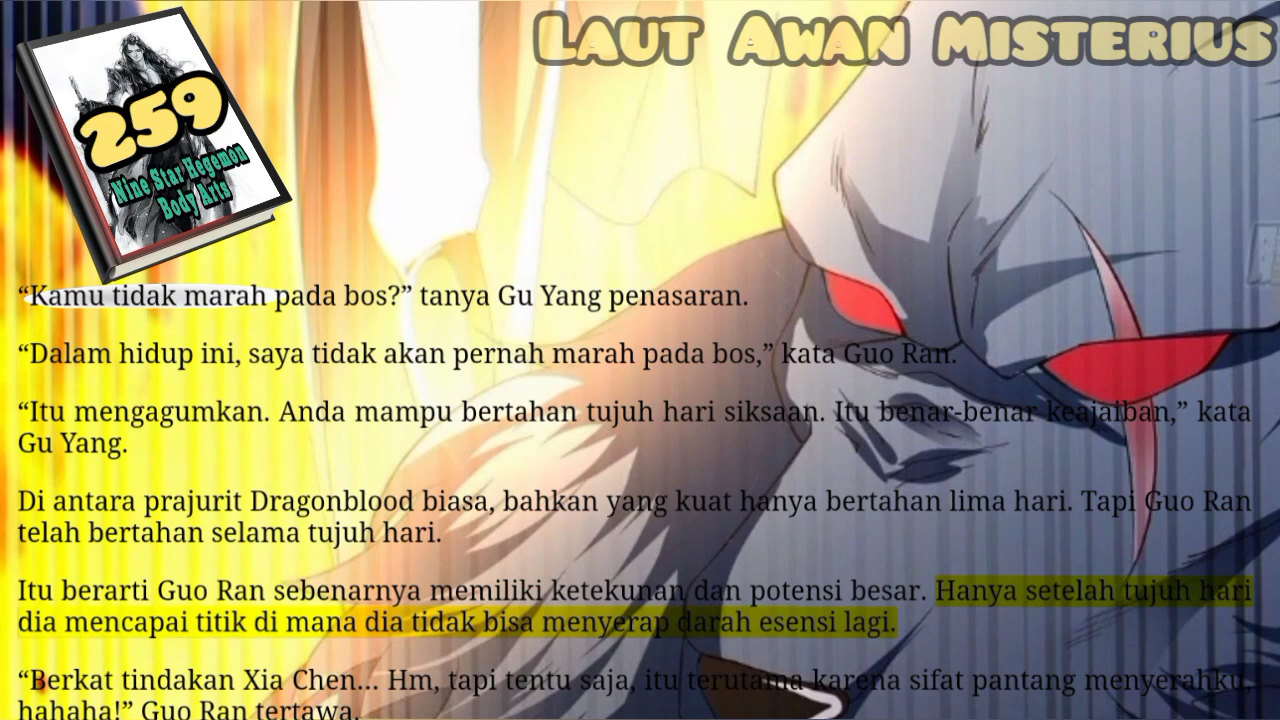 Laut Awan Misterius
259
Nine Star Hegemon
Body Arts
“Kamu tidak marah pada bos?” tanya Gu Yang penasaran.
“Dalam hidup ini, saya tidak akan pernah marah pada bos,” kata Guo Ran.
“Itu mengagumkan. Anda mampu bertahan tujuh hari siksaan. Itu benar-benar keajaiban,” kata
Gu Yang.
Di antara prajurit Dragonblood biasa, bahkan yang kuat hanya bertahan lima hari. Tapi Guo Ran
telah bertahan selama tujuh hari.
Itu berarti Guo Ran sebenarnya memiliki ketekunan dan potensi besar. Hanya setelah tujuh hari
dia mencapai titik di mana dia tidak bisa menyerap darah esensi lagi.
“Berkat tindakan Xia Chen… Hm, tapi tentu saja, itu terutama karena sifat pantang menyerahku,
hahaha!” Guo Ran tertawa.